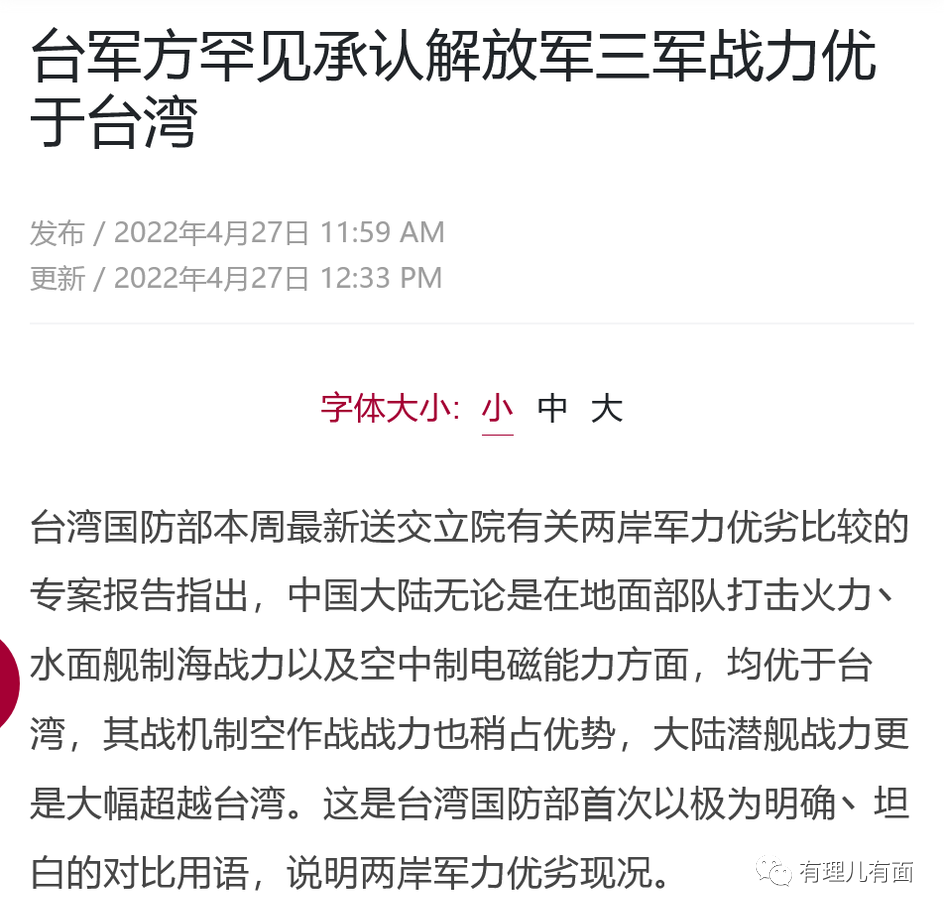 台军方罕见承认解放军三军战力优
于台湾
发布 / 2022年4月27日 11:59 AM
更新 / 2022年4月27日 12:33 PM
字体大小: 小 中 大
台湾国防部本周最新送交立院有关两岸军力优劣比较的
专案报告指出，中国大陆无论是在地面部队打击火力、
水面舰制海战力以及空中制电磁能力方面，均优于台
湾，其战机制空作战战力也稍占优势，大陆潜舰战力更
是大幅超越台湾。这是台湾国防部首次以极为明确、坦
白的对比用语，说明两岸军力优劣现况。
有理儿有面